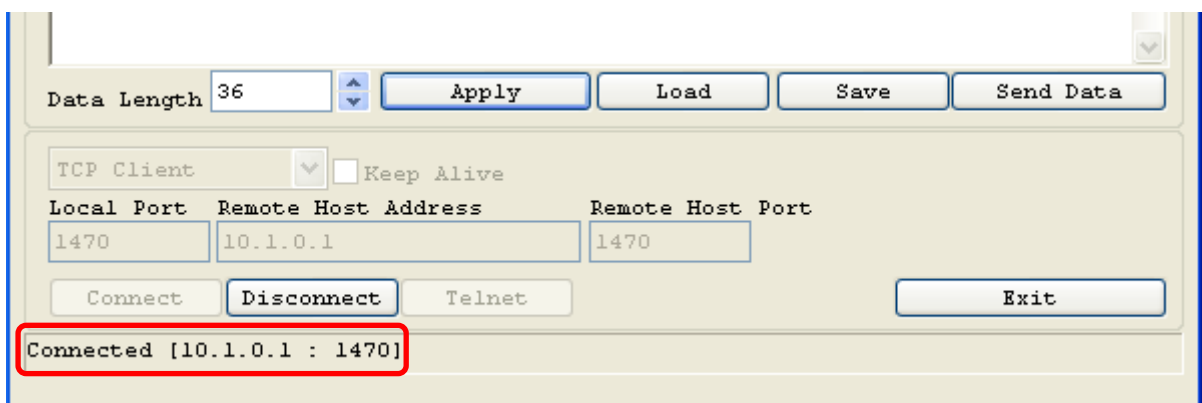 Data Length 36 Apply Load Save Send Data
TCP Client Keep Alive
Local Port Remote Host Address Remote Host Port
1470 10.1.0.1 1470
Connect Disconnect Telnet Exit
Connected [10.1.0.1 : 1470]